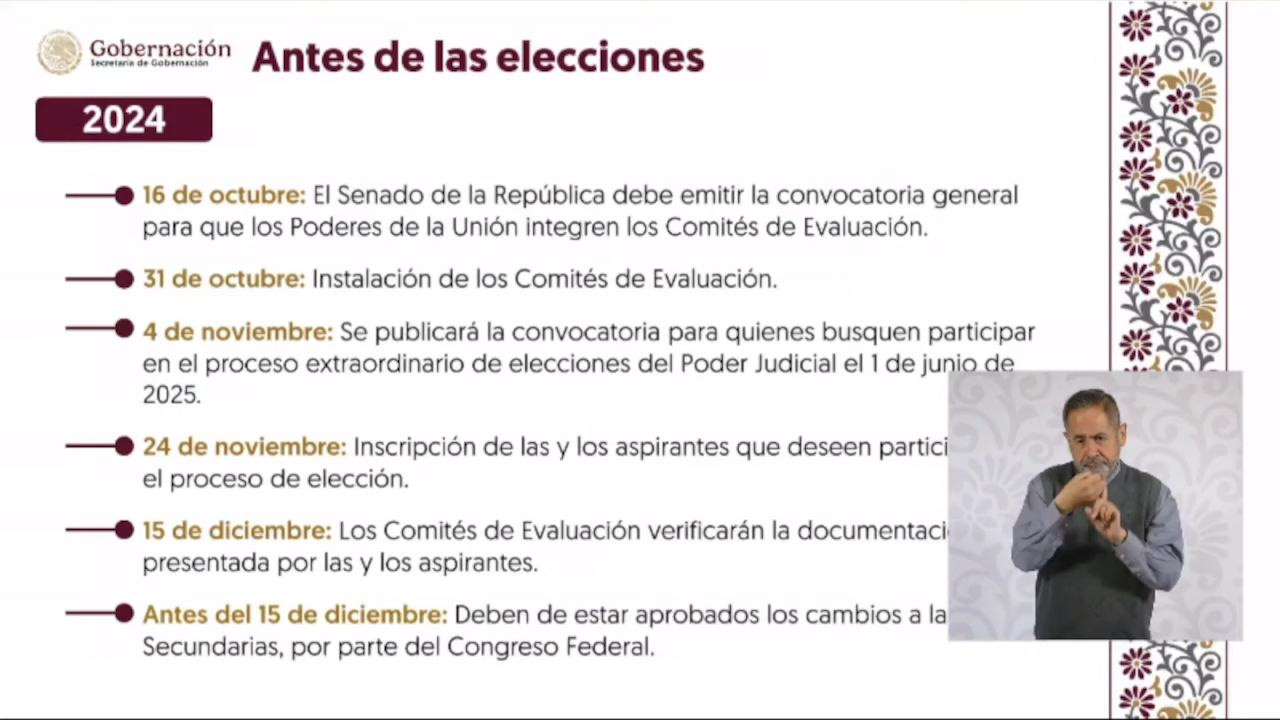 Gobernación
Secretaría de Gobernación
Antes de las elecciones
2024
16 de octubre: El Senado de la República debe emitir la convocatoria general
para que los Poderes de la Unión integren los Comités de Evaluación.
31 de octubre: Instalación de los Comités de Evaluación.
4 de noviembre: Se publicará la convocatoria para quienes busquen participar
en el proceso extraordinario de elecciones del Poder Judicial el 1 de junio de
2025.
24 de noviembre: Inscripción de las y los aspirantes que deseen
el proceso de elección.
15 de diciembre: Los Comités de Evaluación verificarán la
presentada por las y los aspirantes.
Antes del 15 de diciembre: Deben de estar aprobados los cambios a
Secundarias, por parte del Congreso Federal.